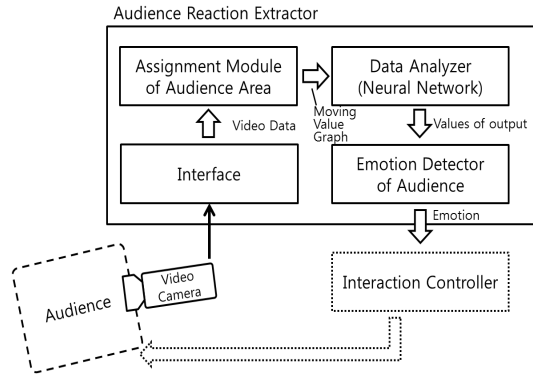 Audience Reaction Extractor
Assignment Module
of Audience Area
Data Analyzer
(Neural Network)
Moving
Value
Graph
Video Data
Values of output
Interface
Emotion Detector
of Audience
Emotion
Interaction Controller
Video
Camera
Audience